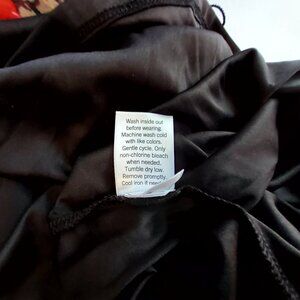 Wash inside out
before wearing.
Machine wash cold
with like colors.
Gentle cycle. Only
non-chlorine bleach
when needed.
Tumble dry low.
Remove promptly.
Cool iron if